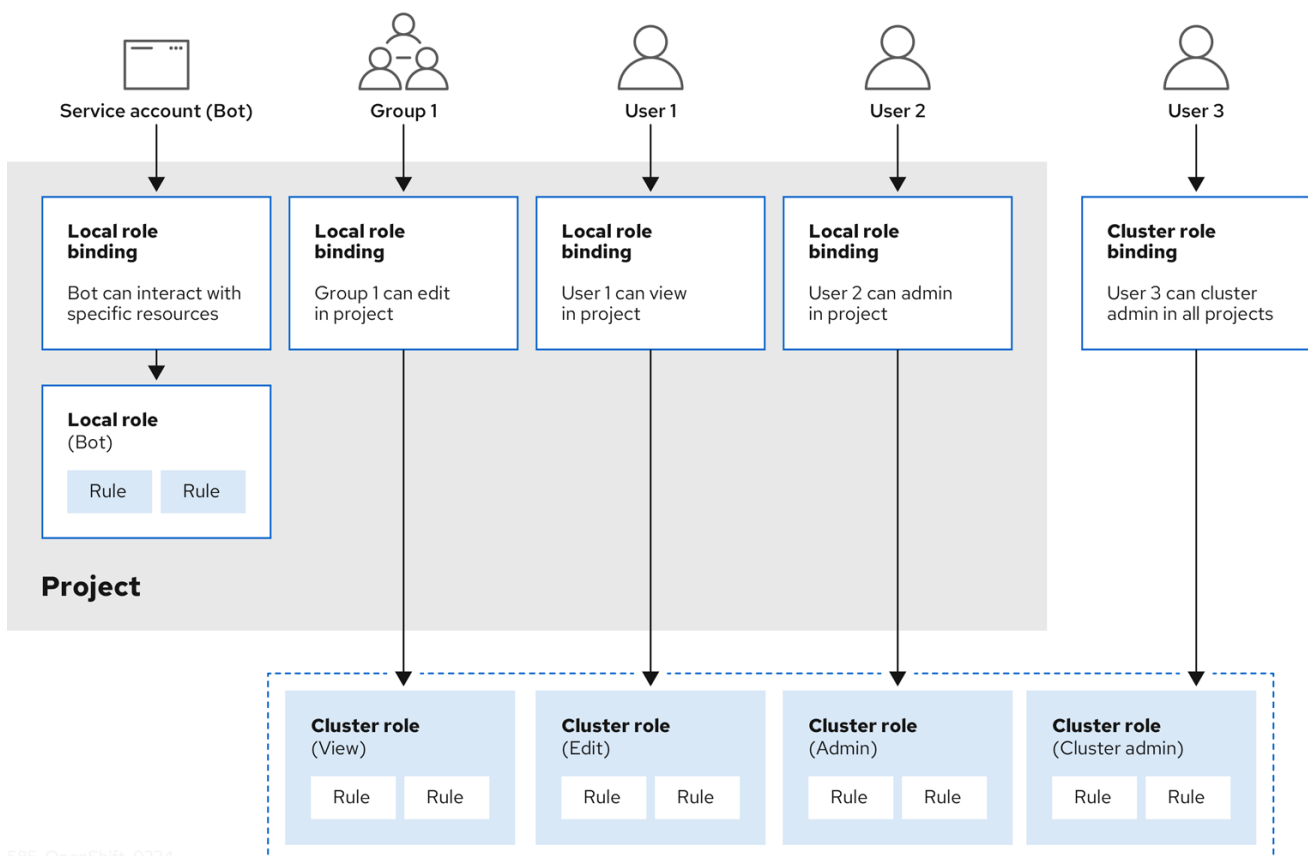 Service account (Bot)
Group 1
User 1
User 2
User 3
Local role
binding
Bot can interact with
specific resources
Local role
binding
Group 1 can edit
in project
Local role
binding
User 1 can view
in project
Local role
binding
User 2 can admin
in project
Cluster role
binding
User 3 can cluster
admin in all projects
Local role
(Bot)
Rule
Rule
Project
Cluster role
(View)
Rule
Rule
Cluster role
(Edit)
Rule
Rule
Cluster role
(Admin)
Rule
Rule
Cluster role
(Cluster admin)
Rule
Rule